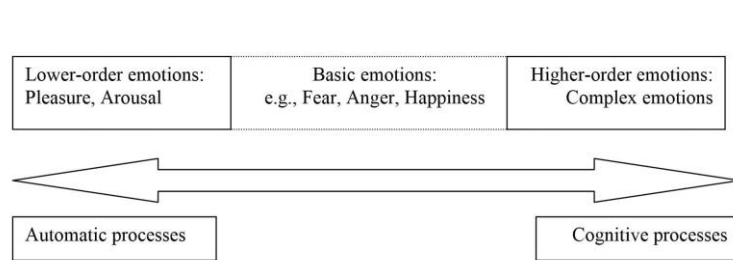 Lower-order emotions:
Pleasure, Arousal
Basic emotions:
e.g., Fear, Anger, Happiness
Higher-order emotions:
Complex emotions
Automatic processes
Cognitive processes